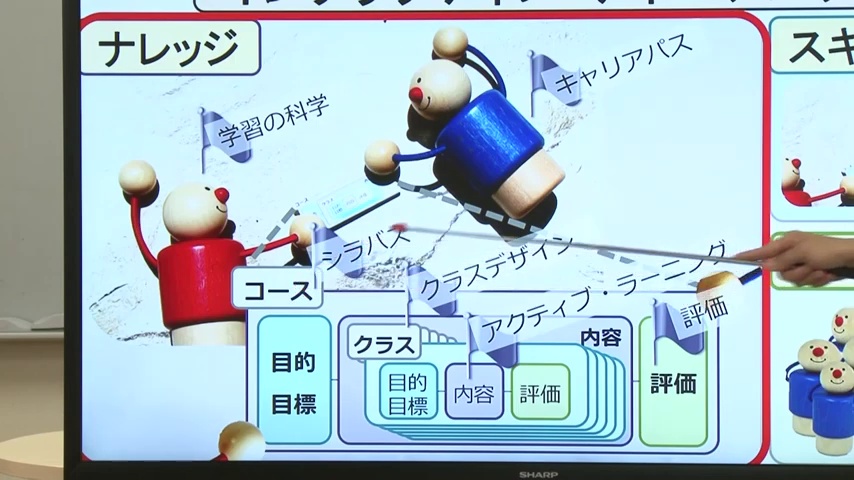 ナレッジ
スキ
キャリアパス
学習の科学
シラバス
クラスデザイン
アクティブ・ラーニング
評価
コース
目的
目標
クラス
内容
目的
目標
内容
評価
評価
SHARP